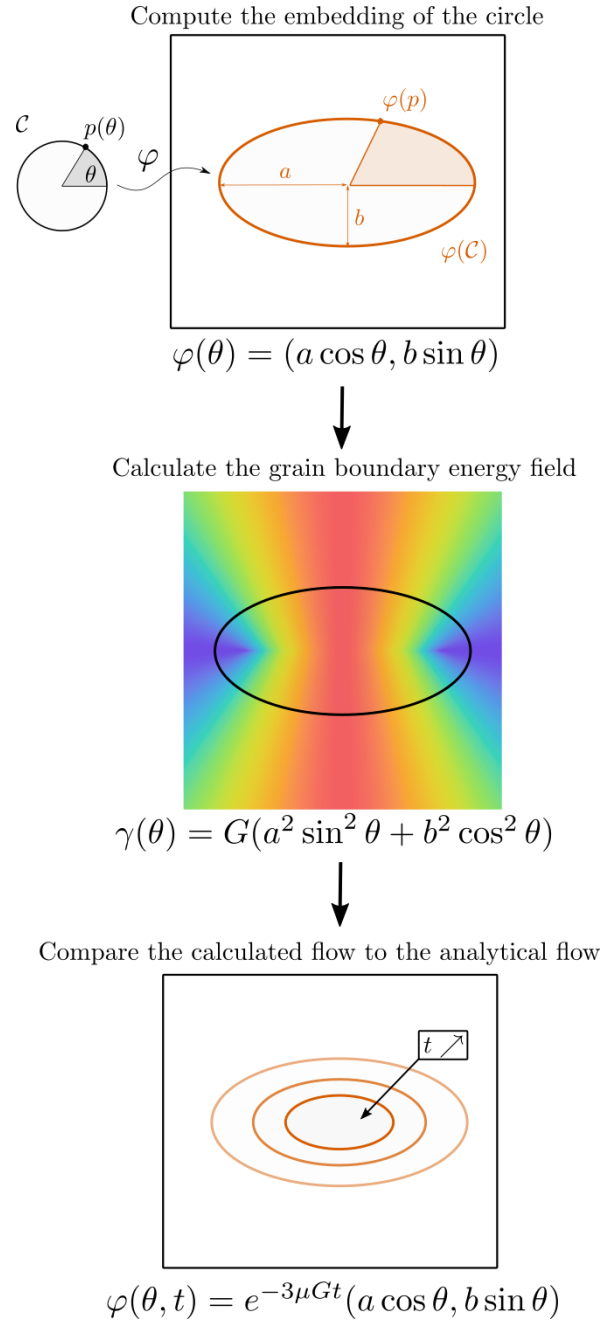 Compute the embedding of the circle
𝒞
p(θ)
θ
φ
φ(p)
a
b
φ(𝒞)
φ(θ) = (a cos θ, b sin θ)
Calculate the grain boundary energy field
γ(θ) = G(a² sin² θ + b² cos² θ)
Compare the calculated flow to the analytical flow
t ↗
φ(θ, t) = e^{−3μGt}(a cos θ, b sin θ)